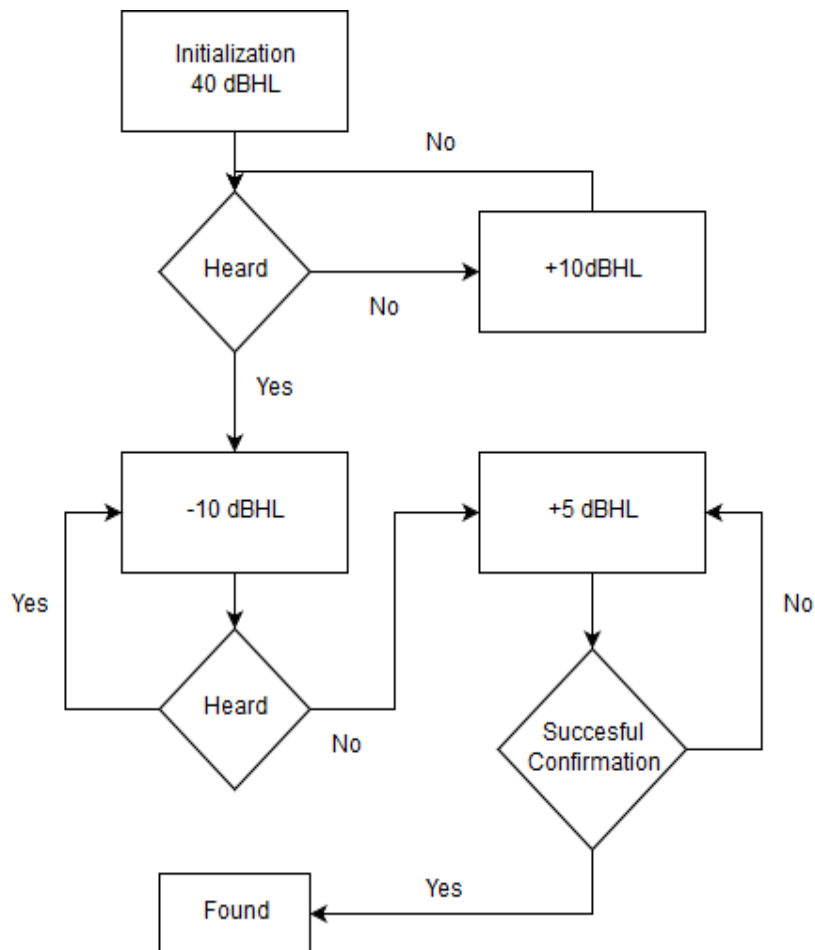 Initialization
40 dBHL
No
Heard
+10dBHL
No
Yes
-10 dBHL
+5 dBHL
Yes
No
Heard
No
Succesful
Confirmation
Yes
Found